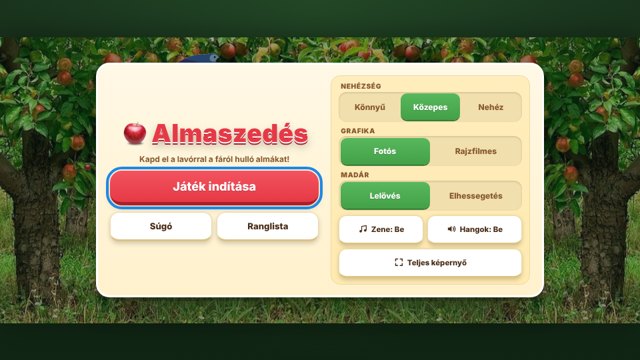 Almaszedés
Kapd el a lavórral a fáról hulló almákat!
Játék indítása
Súgó
Ranglista
NEHÉZSÉG
Könnyű
Közepes
Nehéz
GRAFIKA
Fotós
Rajzfilmes
MADÁR
Lelövés
Elhessegetés
Zene: Be
Hangok: Be
Teljes képernyő